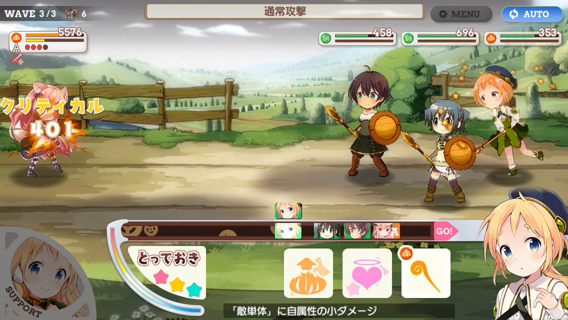 WAVE 3/3 6
通常攻撃
MENU
AUTO
5576
A
458
696
353
クリティカル
401
A
GO!
とっておき
SUPPORT
「敵単体」に自属性の小ダメージ